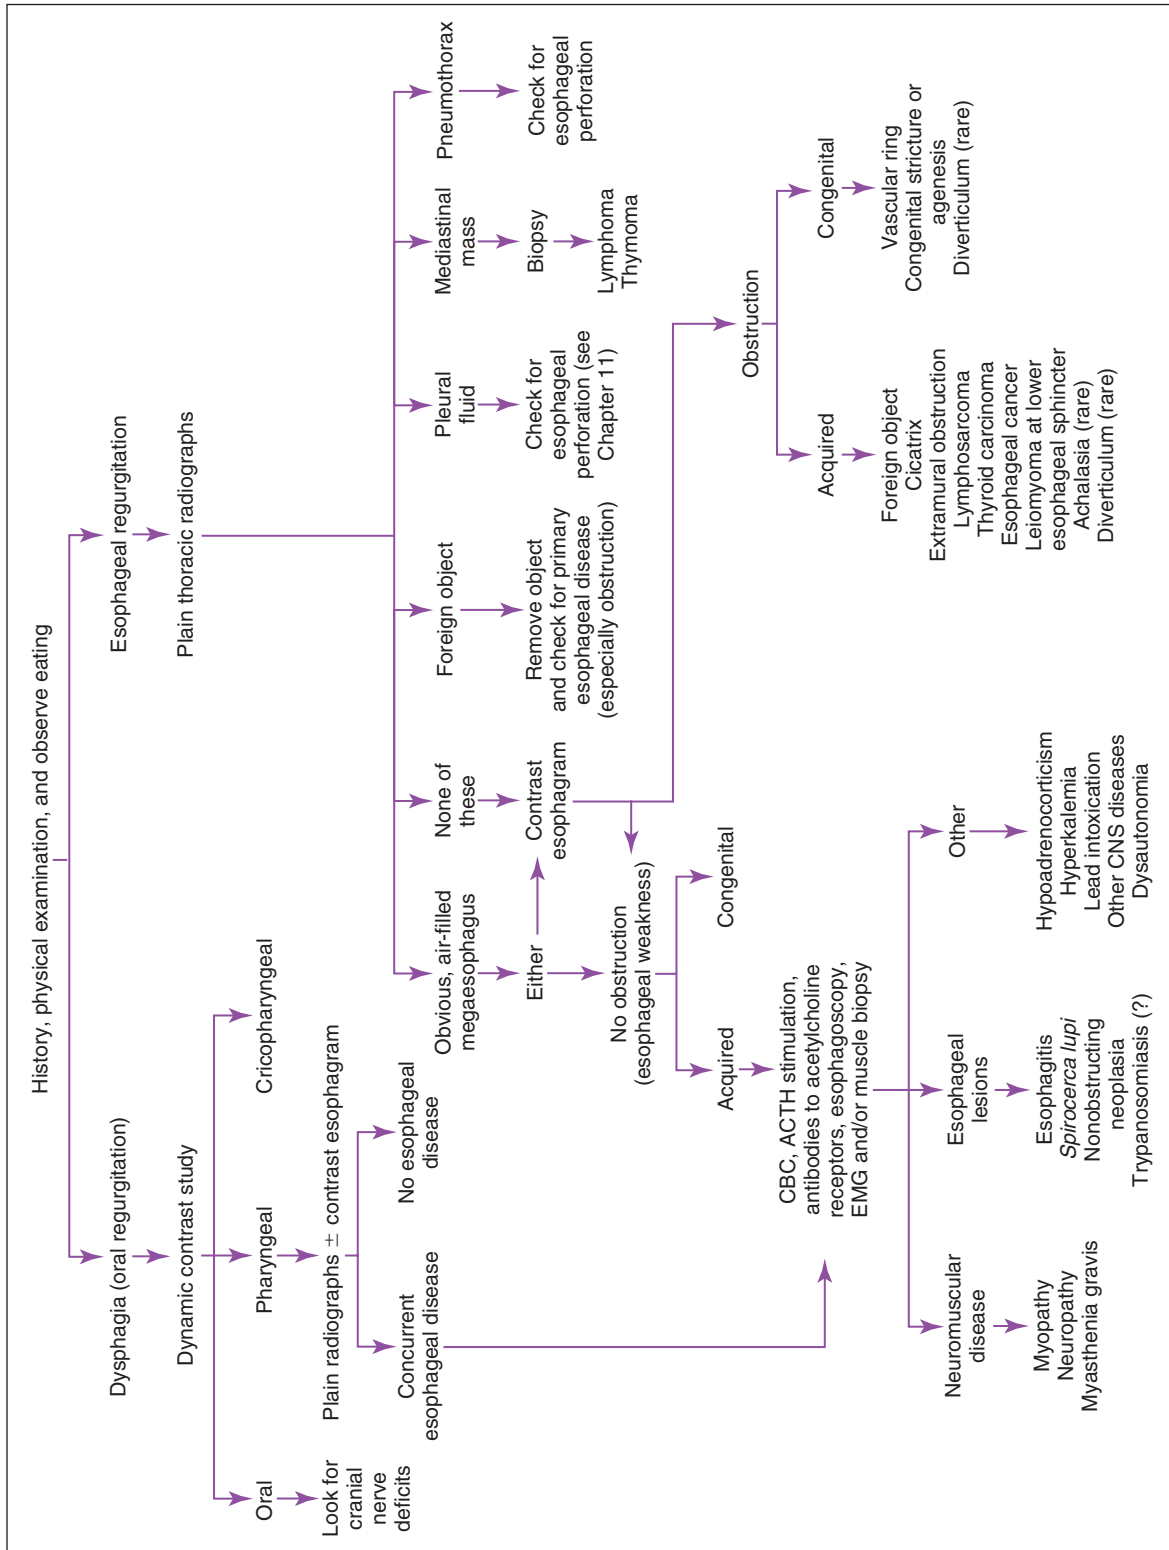 History, physical examination, and observe eating
Dysphagia (oral regurgitation)
Esophageal regurgitation
Dynamic contrast study
Plain thoracic radiographs
Oral
Pharyngeal
Cricopharyngeal
Look for
cranial
nerve
deficits
Plain radiographs ± contrast esophagram
Concurrent
esophageal disease
No esophageal
disease
Obvious, air-filled
megaesophagus
None of
these
Foreign object
Pleural
fluid
Mediastinal
mass
Pneumothorax
Either
Contrast
esophagram
Remove object
and check for primary
esophageal disease
(especially obstruction)
Check for
esophageal
perforation (see
Chapter 11)
Biopsy
Lymphoma
Thymoma
Check for
esophageal
perforation
No obstruction
(esophageal weakness)
Obstruction
Acquired
Congenital
Acquired
Congenital
CBC, ACTH stimulation,
antibodies to acetylcholine
receptors, esophagoscopy,
EMG and/or muscle biopsy
Foreign object
Cicatrix
Extramural obstruction
Lymphosarcoma
Thyroid carcinoma
Esophageal cancer
Leiomyoma at lower
esophageal sphincter
Achalasia (rare)
Diverticulum (rare)
Vascular ring
Congenital stricture or
agenesis
Diverticulum (rare)
Neuromuscular
disease
Esophageal
lesions
Other
Myopathy
Neuropathy
Myasthenia gravis
Esophagitis
Spirocerca lupi
Nonobstructing
neoplasia
Trypanosomiasis (?)
Hypoadrenocorticism
Hyperkalemia
Lead intoxication
Other CNS diseases
Dysautonomia